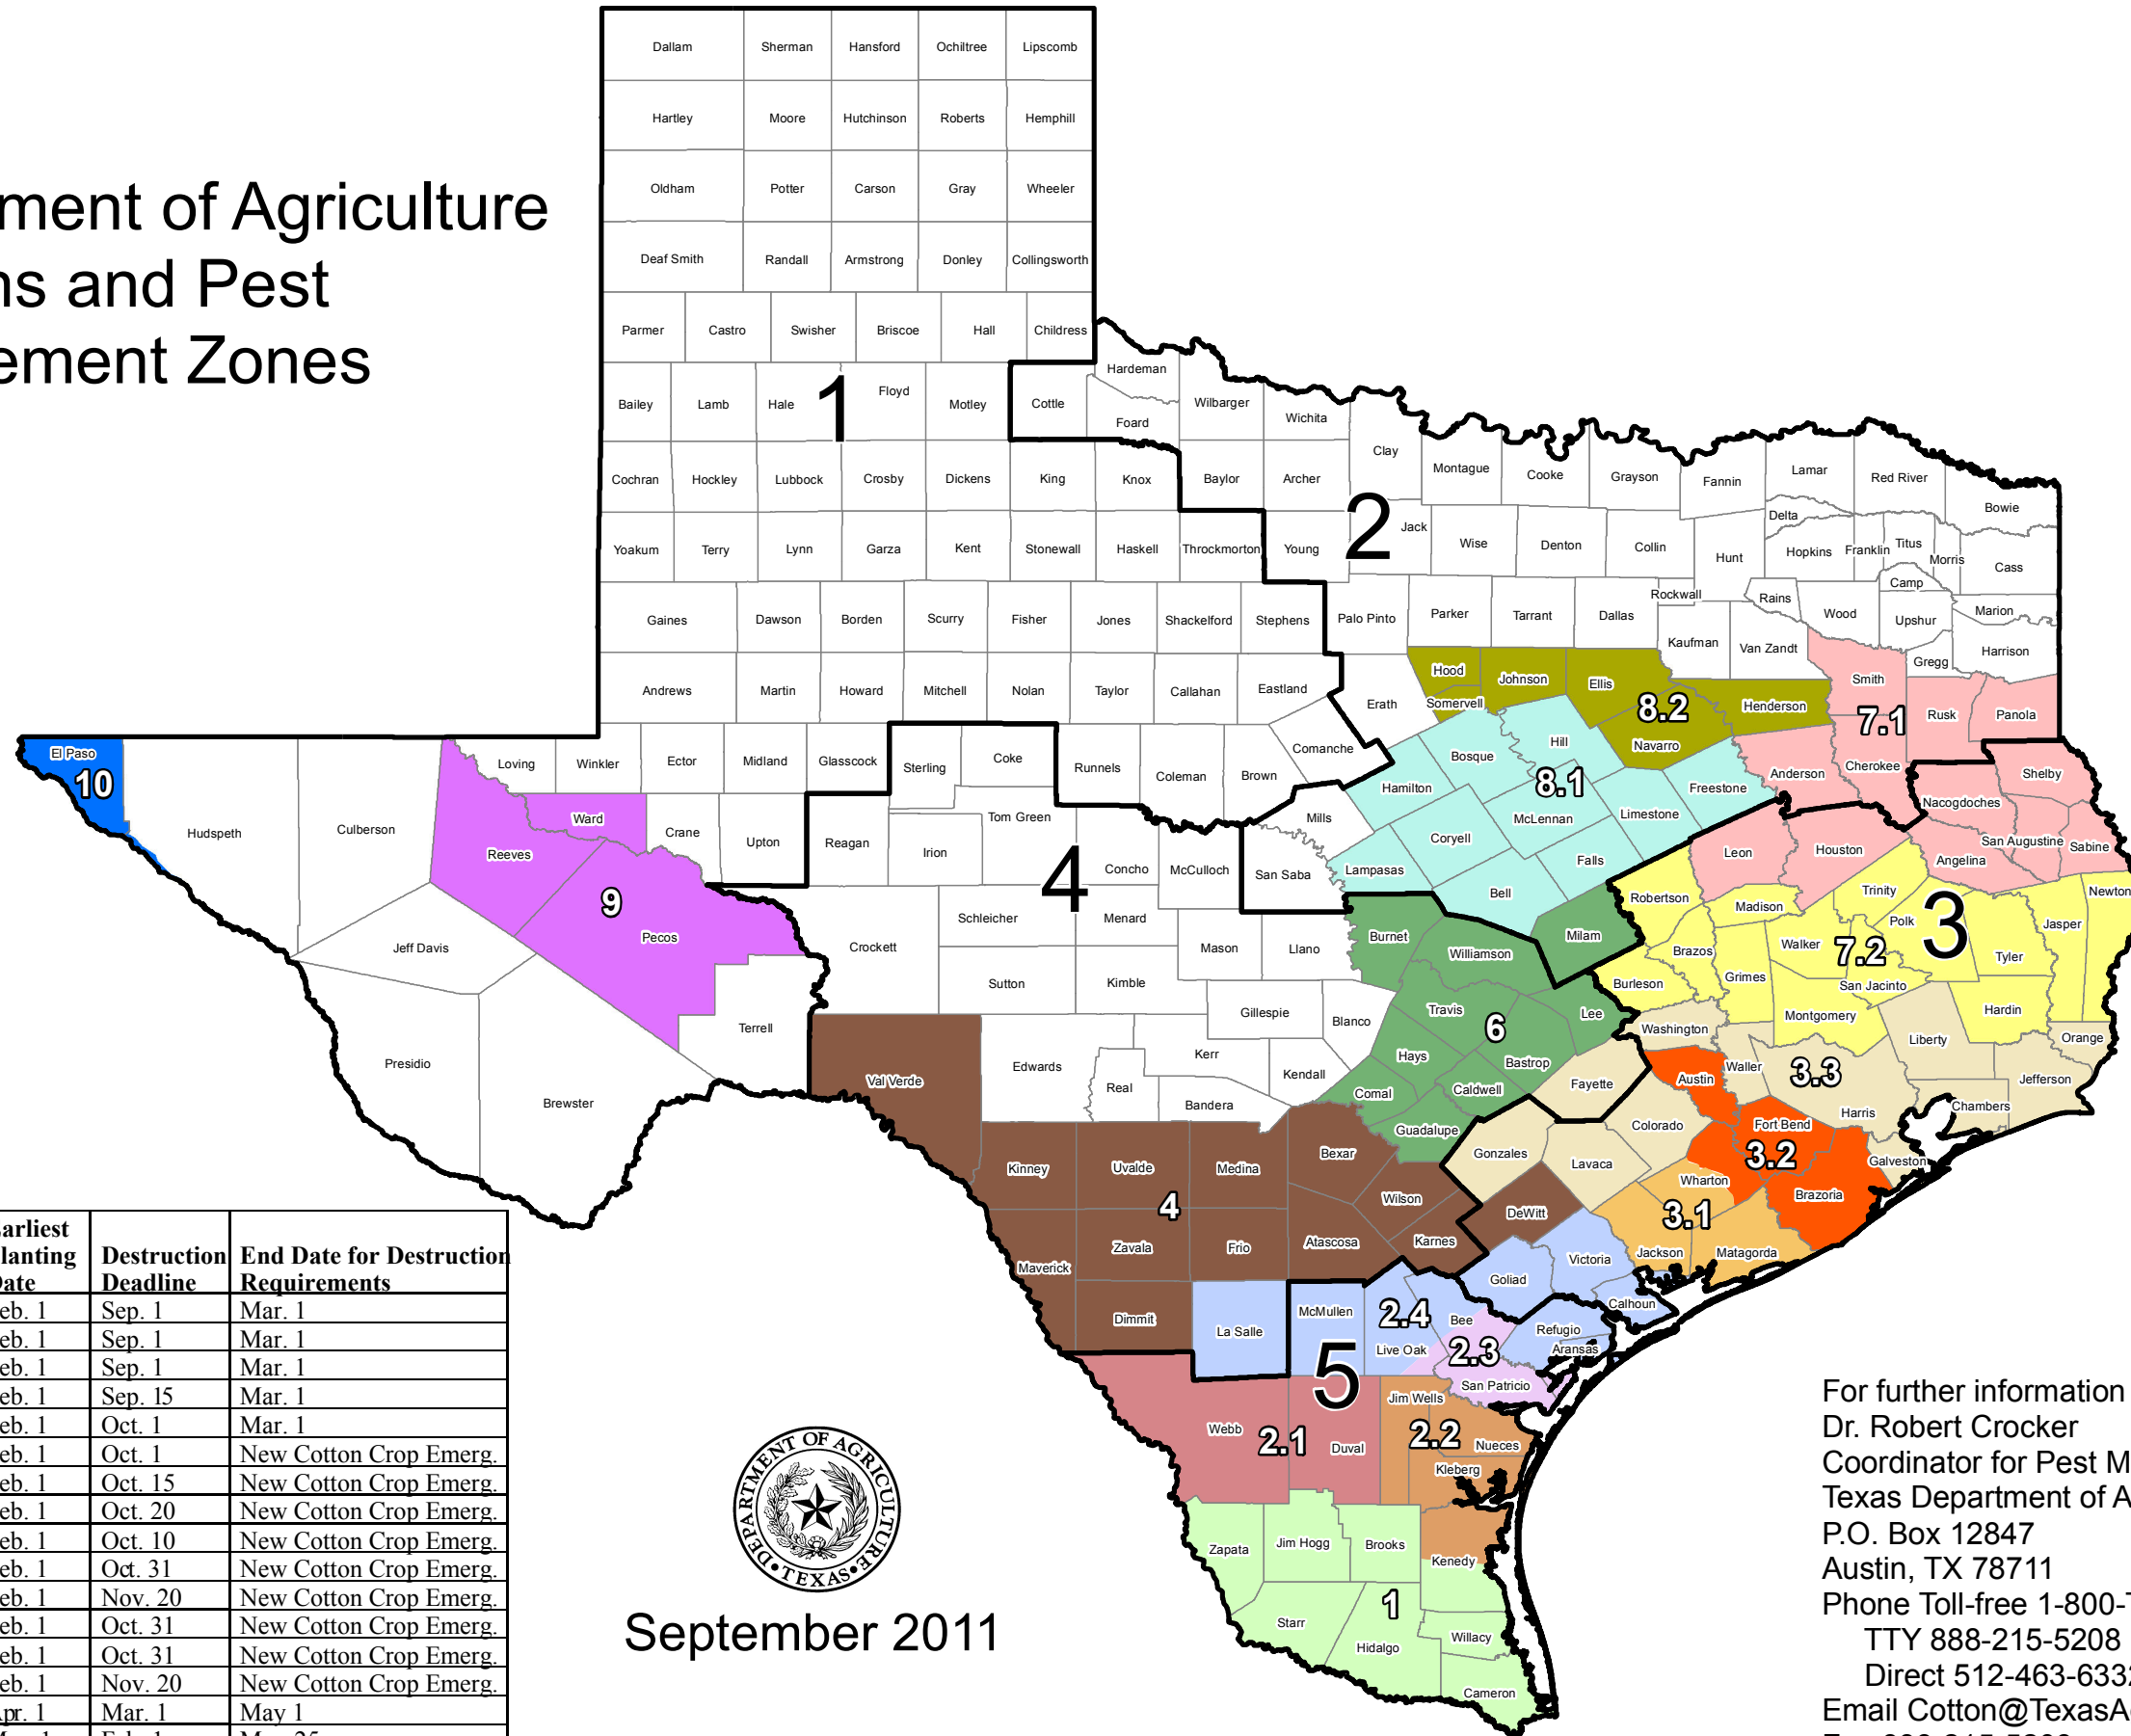 ment of Agriculture
ns and Pest
ement Zones
Dallam Sherman Hansford Ochiltree Lipscomb
Hartley Moore Hutchinson Roberts Hemphill
Oldham Potter Carson Gray Wheeler
Deaf Smith Randall Armstrong Donley Collingsworth
Parmer Castro Swisher Briscoe Hall Childress
Hardeman
Bailey Lamb Hale 1 Floyd Motley Cottle Foard Wilbarger Wichita
Clay Montague Cooke Grayson Fannin Lamar Red River Bowie
Cochran Hockley Lubbock Crosby Dickens King Knox Baylor Archer
2 Jack Wise Denton Collin Hunt Delta Hopkins Franklin Titus Morris Cass
Yoakum Terry Lynn Garza Kent Stonewall Haskell Throckmorton Young
Camp Rockwall Rains Wood Upshur Marion
Gaines Dawson Borden Scurry Fisher Jones Shackelford Stephens Palo Pinto Parker Tarrant Dallas
Kaufman Van Zandt Gregg Harrison
Andrews Martin Howard Mitchell Nolan Taylor Callahan Eastland Erath
Hood Johnson Ellis Somervell 8.2 Henderson Navarro
Smith 7.1 Rusk Panola Anderson Cherokee
El Paso 10 Hudspeth Culberson
Loving Winkler Ector Midland Glasscock Sterling Coke Runnels Coleman Brown Comanche
Bosque Hill Hamilton 8.1 McLennan Limestone Freestone
Shelby Nacogdoches San Augustine Sabine Angelina
Reeves Ward Crane Upton Reagan Irion Tom Green Concho McCulloch Mills
4
San Saba Lampasas Coryell Bell Falls Leon Houston
9 Pecos Jeff Davis
Crockett Schleicher Menard Mason Llano Sutton Kimble
Burnet Williamson Milam
Robertson Madison Trinity Polk 3 Newton Jasper Tyler
Brazos Walker 7.2 Grimes San Jacinto Burleson Montgomery Hardin
Presidio Brewster Terrell
Val Verde Edwards Real Kerr Bandera Gillespie Kendall Blanco
Travis 6 Lee Hays Bastrop Comal Caldwell Guadalupe
Washington Fayette Waller 3.3 Liberty Orange Jefferson Chambers Harris
Austin Colorado Fort Bend 3.2 Galveston Brazoria
Gonzales Lavaca Wharton 3.1 Jackson Matagorda
Kinney Uvalde Medina Bexar Wilson
4
Maverick Zavala Frio Atascosa Karnes DeWitt
Dimmit La Salle McMullen 2.4 Live Oak Bee 2.3 San Patricio
Goliad Victoria Calhoun Refugio Aransas
5
Webb 2.1 Duval Jim Wells 2.2 Nueces Kleberg
Zapata Jim Hogg Brooks Kenedy
1
Starr Hidalgo Willacy Cameron
arliest
lanting Destruction End Date for Destruction
ate Deadline Requirements
eb. 1 Sep. 1 Mar. 1
eb. 1 Sep. 1 Mar. 1
eb. 1 Sep. 1 Mar. 1
eb. 1 Sep. 15 Mar. 1
eb. 1 Oct. 1 Mar. 1
eb. 1 Oct. 1 New Cotton Crop Emerg.
eb. 1 Oct. 15 New Cotton Crop Emerg.
eb. 1 Oct. 20 New Cotton Crop Emerg.
eb. 1 Oct. 10 New Cotton Crop Emerg.
eb. 1 Oct. 31 New Cotton Crop Emerg.
eb. 1 Nov. 20 New Cotton Crop Emerg.
eb. 1 Oct. 31 New Cotton Crop Emerg.
eb. 1 Oct. 31 New Cotton Crop Emerg.
eb. 1 Nov. 20 New Cotton Crop Emerg.
pr. 1 Mar. 1 May 1
DEPARTMENT OF AGRICULTURE
TEXAS
September 2011
For further information
Dr. Robert Crocker
Coordinator for Pest M
Texas Department of A
P.O. Box 12847
Austin, TX 78711
Phone Toll-free 1-800-T
TTY 888-215-5208
Direct 512-463-6332
Email Cotton@TexasA